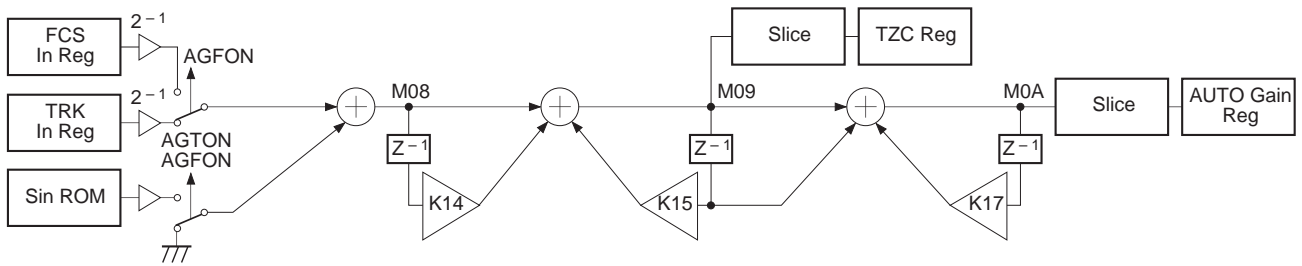 FCS
In Reg
2⁻¹
AGFON
TRK
In Reg
2⁻¹
AGTON
AGFON
Sin ROM
M08
Z⁻¹
K14
Slice
TZC Reg
M09
Z⁻¹
K15
M0A
Z⁻¹
K17
Slice
AUTO Gain
Reg